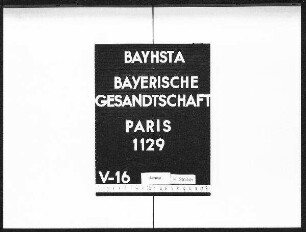 BAYHSTA
BAYERISCHE
GESANDTSCHAFT
PARIS
1129
V-16